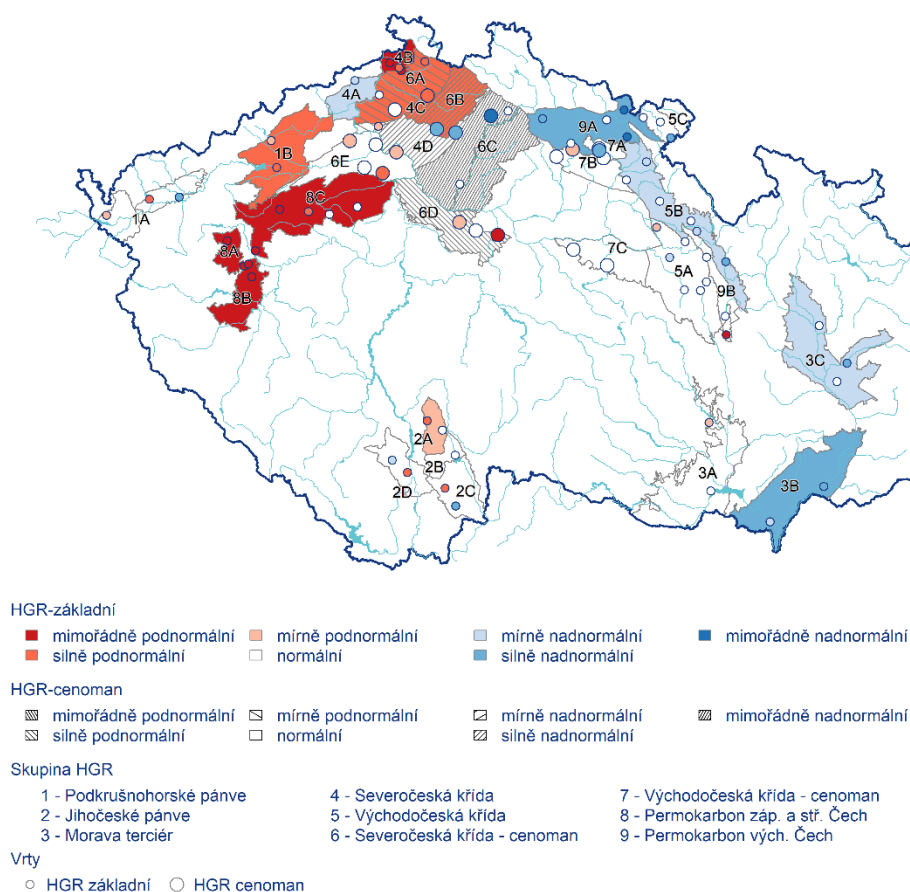 4B
6A
4A
6B
4C
9A
5C
1B
4D
7A
6E
6C
7B
8C
5B
1A
6D
8A
7C
5A
8B
9B
3C
2A
2B
3A
2D
2C
3B
HGR-základní
mimořádně podnormální mírně podnormální mírně nadnormální mimořádně nadnormální
silně podnormální normální silně nadnormální
HGR-cenoman
mimořádně podnormální mírně podnormální mírně nadnormální mimořádně nadnormální
silně podnormální normální silně nadnormální
Skupina HGR
1 - Podkrušnohorské pánve 4 - Severočeská křída 7 - Východočeská křída - cenoman
2 - Jihočeské pánve 5 - Východočeská křída 8 - Permokarbon záp. a stř. Čech
3 - Morava terciér 6 - Severočeská křída - cenoman 9 - Permokarbon vých. Čech
Vrty
HGR základní HGR cenoman